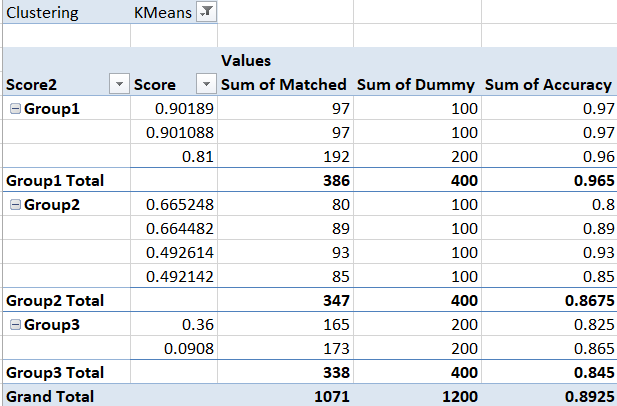 Clustering KMeans
Values
Score2 Score Sum of Matched Sum of Dummy Sum of Accuracy
Group1 0.90189 97 100 0.97
0.901088 97 100 0.97
0.81 192 200 0.96
Group1 Total 386 400 0.965
Group2 0.665248 80 100 0.8
0.664482 89 100 0.89
0.492614 93 100 0.93
0.492142 85 100 0.85
Group2 Total 347 400 0.8675
Group3 0.36 165 200 0.825
0.0908 173 200 0.865
Group3 Total 338 400 0.845
Grand Total 1071 1200 0.8925